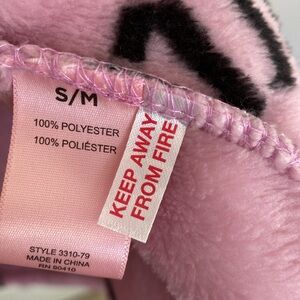 S/M
100% POLYESTER
100% POLIÉSTER
STYLE 3310-79
MADE IN CHINA
RN 90410
KEEP AWAY
FROM FIRE